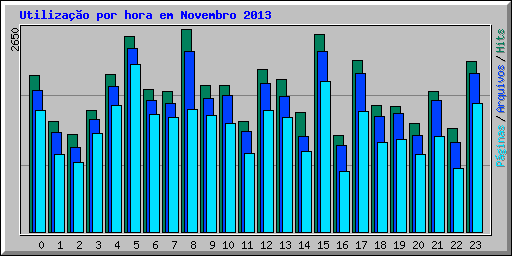 Utilização por hora em Novembro 2013
2650
Páginas / Arquivos / Hits
0 1 2 3 4 5 6 7 8 9 10 11 12 13 14 15 16 17 18 19 20 21 22 23